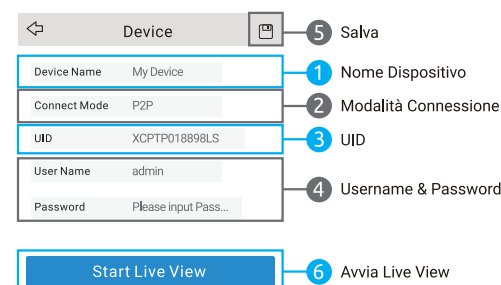 Device
5 Salva
Device Name My Device
1 Nome Dispositivo
Connect Mode P2P
2 Modalità Connessione
UID XCPTP018898LS
3 UID
User Name admin
4 Username & Password
Password Please input Pass...
Start Live View
6 Avvia Live View